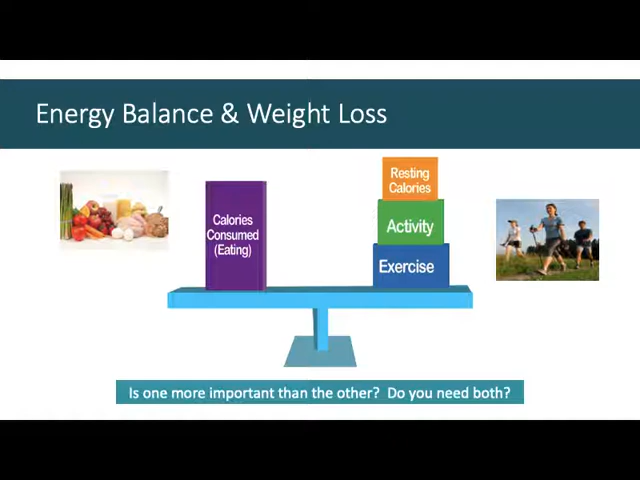 Energy Balance & Weight Loss
Calories
Consumed
(Eating)
Resting
Calories
Activity
Exercise
Is one more important than the other?  Do you need both?